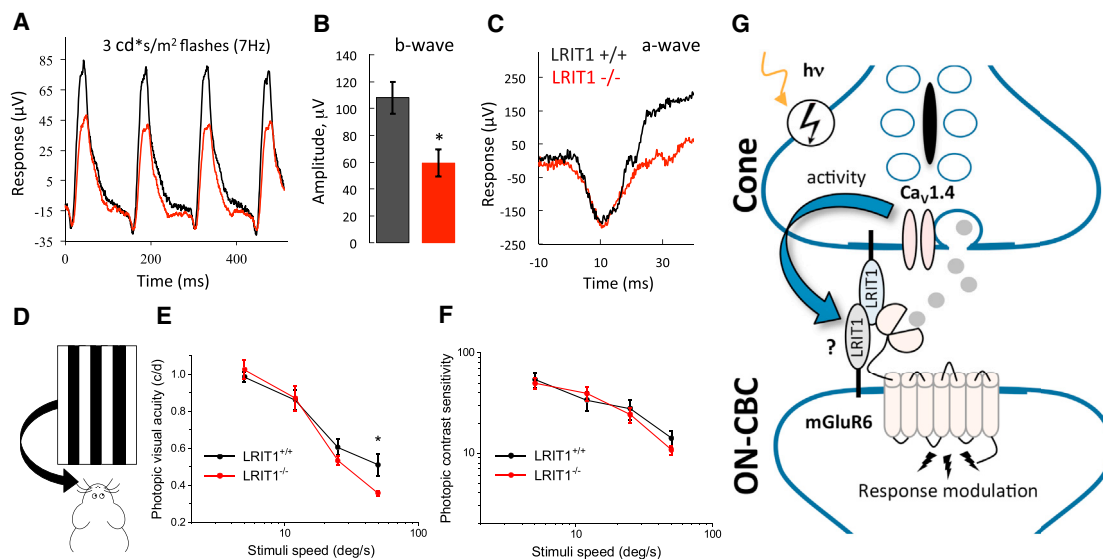 A
3 cd*s/m² flashes (7Hz)
Response (µV)
85
65
45
25
5
-15
-35
0
200
400
Time (ms)
B
b-wave
Amplitude, µV
140
120
100
80
60
40
20
0
*
C
a-wave
LRIT1 +/+
LRIT1 -/-
Response (µV)
250
150
50
-50
-150
-250
-10
10
30
Time (ms)
D
E
Photopic visual acuity (c/d)
1.0
0.8
0.6
0.4
0.2
*
LRIT1+/+
LRIT1-/-
10
100
Stimuli speed (deg/s)
F
Photopic contrast sensitivity
100
10
LRIT1+/+
LRIT1-/-
10
100
Stimuli speed (deg/s)
G
hν
Cone
activity
CaV1.4
LRIT1
LRIT1
?
mGluR6
ON-CBC
Response modulation